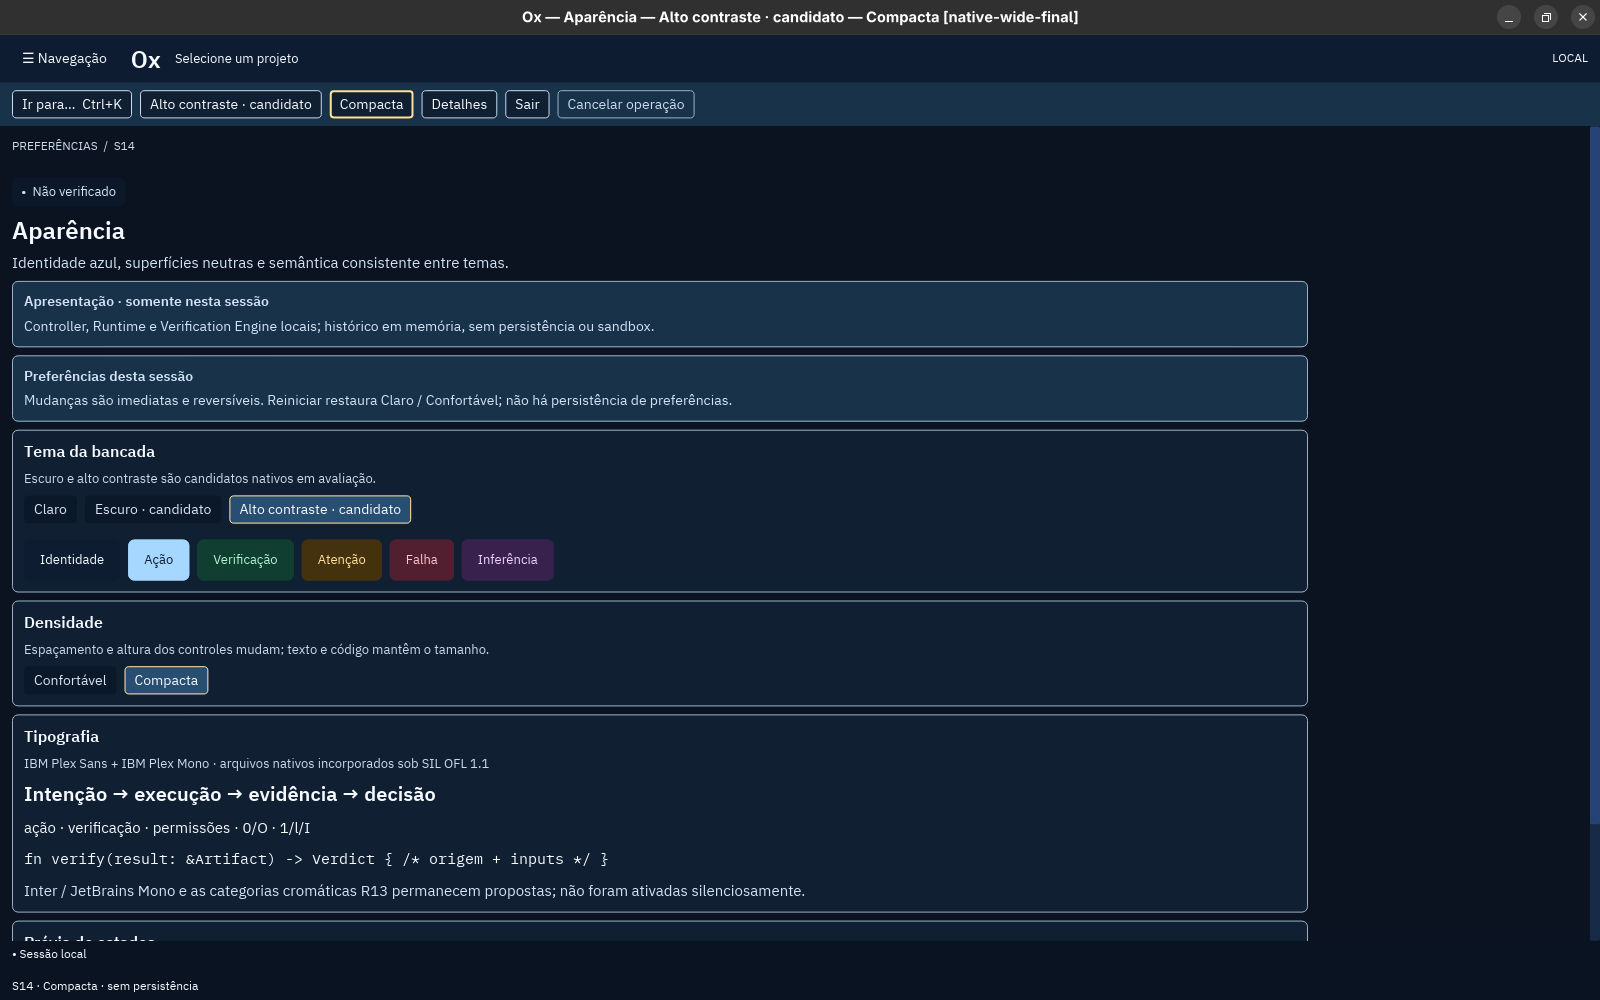 Ox — Aparência — Alto contraste · candidato — Compacta [native-wide-final]
☰ Navegação Ox Selecione um projeto LOCAL
Ir para... Ctrl+K Alto contraste · candidato Compacta Detalhes Sair Cancelar operação
PREFERÊNCIAS / S14
• Não verificado
Aparência
Identidade azul, superfícies neutras e semântica consistente entre temas.
Apresentação · somente nesta sessão
Controller, Runtime e Verification Engine locais; histórico em memória, sem persistência ou sandbox.
Preferências desta sessão
Mudanças são imediatas e reversíveis. Reiniciar restaura Claro / Confortável; não há persistência de preferências.
Tema da bancada
Escuro e alto contraste são candidatos nativos em avaliação.
Claro Escuro · candidato Alto contraste · candidato
Identidade Ação Verificação Atenção Falha Inferência
Densidade
Espaçamento e altura dos controles mudam; texto e código mantêm o tamanho.
Confortável Compacta
Tipografia
IBM Plex Sans + IBM Plex Mono · arquivos nativos incorporados sob SIL OFL 1.1
Intenção → execução → evidência → decisão
ação · verificação · permissões · 0/O · 1/l/I
fn verify(result: &Artifact) -> Verdict { /* origem + inputs */ }
Inter / JetBrains Mono e as categorias cromáticas R13 permanecem propostas; não foram ativadas silenciosamente.
Prévia de estados
• Sessão local
S14 · Compacta · sem persistência